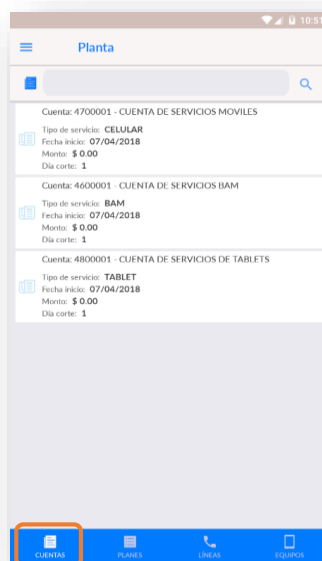 10:51
Planta
Cuenta: 4700001 - CUENTA DE SERVICIOS MOVILES
Tipo de servicio: CELULAR
Fecha inicio: 07/04/2018
Monto: $ 0.00
Día corte: 1
Cuenta: 4600001 - CUENTA DE SERVICIOS BAM
Tipo de servicio: BAM
Fecha inicio: 07/04/2018
Monto: $ 0.00
Día corte: 1
Cuenta: 4800001 - CUENTA DE SERVICIOS DE TABLETS
Tipo de servicio: TABLET
Fecha inicio: 07/04/2018
Monto: $ 0.00
Día corte: 1
CUENTAS PLANES LÍNEAS EQUIPOS